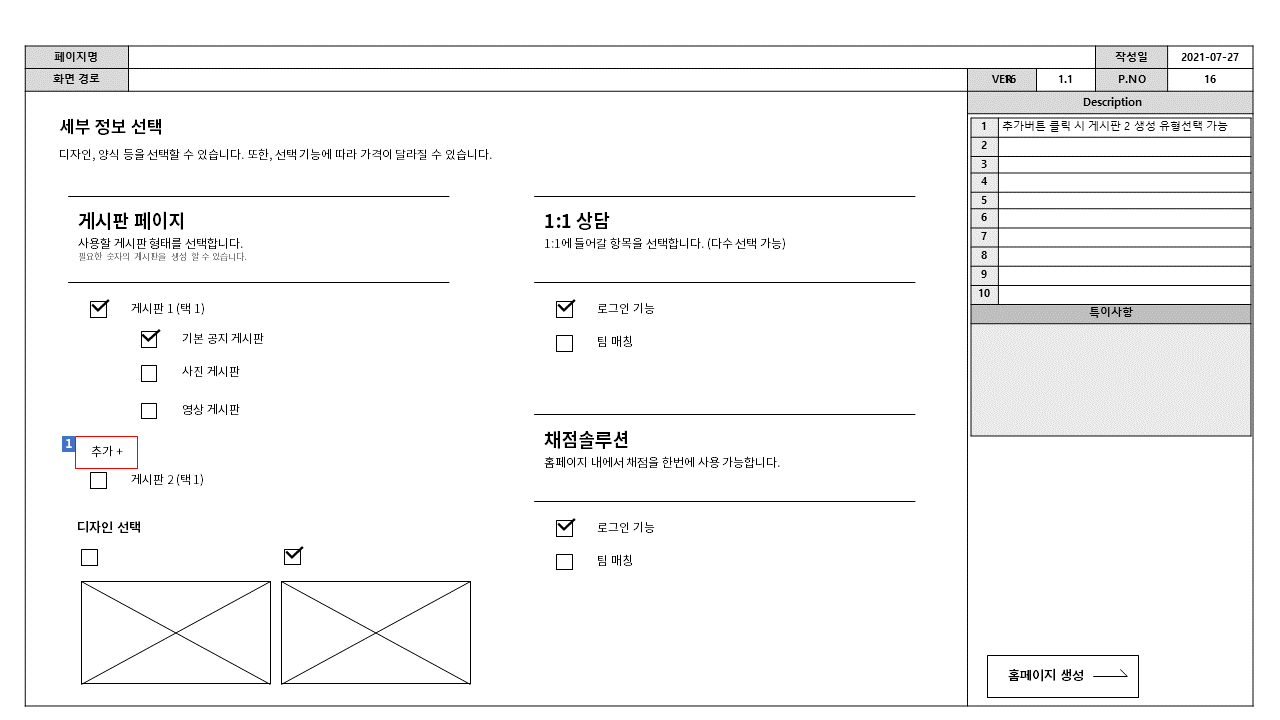 페이지명
작성일 2021-07-27
화면 경로
1.1 P.NO 16
Description
세부 정보 선택
디자인, 양식 등을 선택할 수 있습니다. 또한, 선택 기능에 따라 가격이 달라질 수 있습니다.
게시판 페이지
사용할 게시판 형태를 선택합니다.
필요한 숫자의 게시판을 생성 할 수 있습니다.
게시판 1 (택 1)
기본 공지 게시판
사진 게시판
영상 게시판
1
추가 +
게시판 2 (택 1)
디자인 선택
1:1 상담
1:1에 들어갈 항목을 선택합니다. (다수 선택 가능)
로그인 기능
팀 매칭
채점솔루션
홈페이지 내에서 채점을 한번에 사용 가능합니다.
로그인 기능
팀 매칭
1 추가버튼 클릭 시 게시판 2 생성 유형선택 가능
2
3
4
5
6
7
8
9
10
특이사항
홈페이지 생성